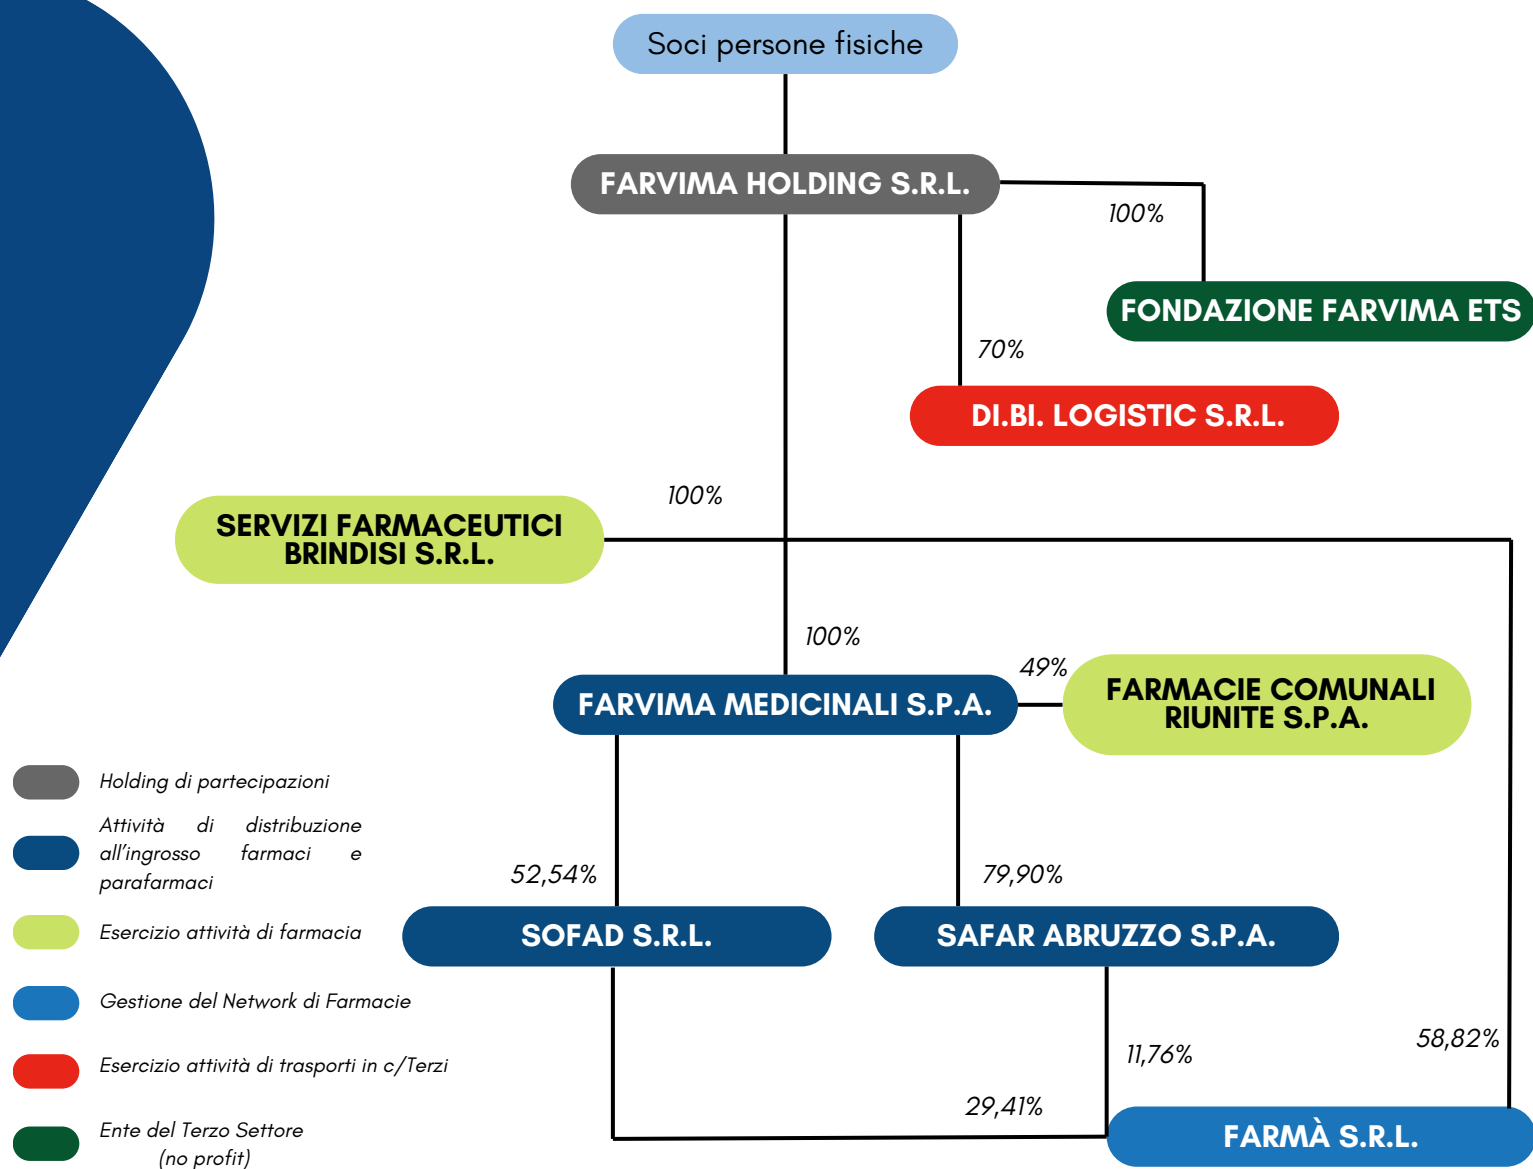 Soci persone fisiche
FARVIMA HOLDING S.R.L.
100%
FONDAZIONE FARVIMA ETS
70%
DI.BI. LOGISTIC S.R.L.
100%
SERVIZI FARMACEUTICI
BRINDISI S.R.L.
100%
49%
FARMACIE COMUNALI
RIUNITE S.P.A.
FARVIMA MEDICINALI S.P.A.
52,54%
79,90%
SOFAD S.R.L.
SAFAR ABRUZZO S.P.A.
58,82%
11,76%
29,41%
FARMÀ S.R.L.
Holding di partecipazioni
Attività di distribuzione
all'ingrosso farmaci e
parafarmaci
Esercizio attività di farmacia
Gestione del Network di Farmacie
Esercizio attività di trasporti in c/Terzi
Ente del Terzo Settore
(no profit)